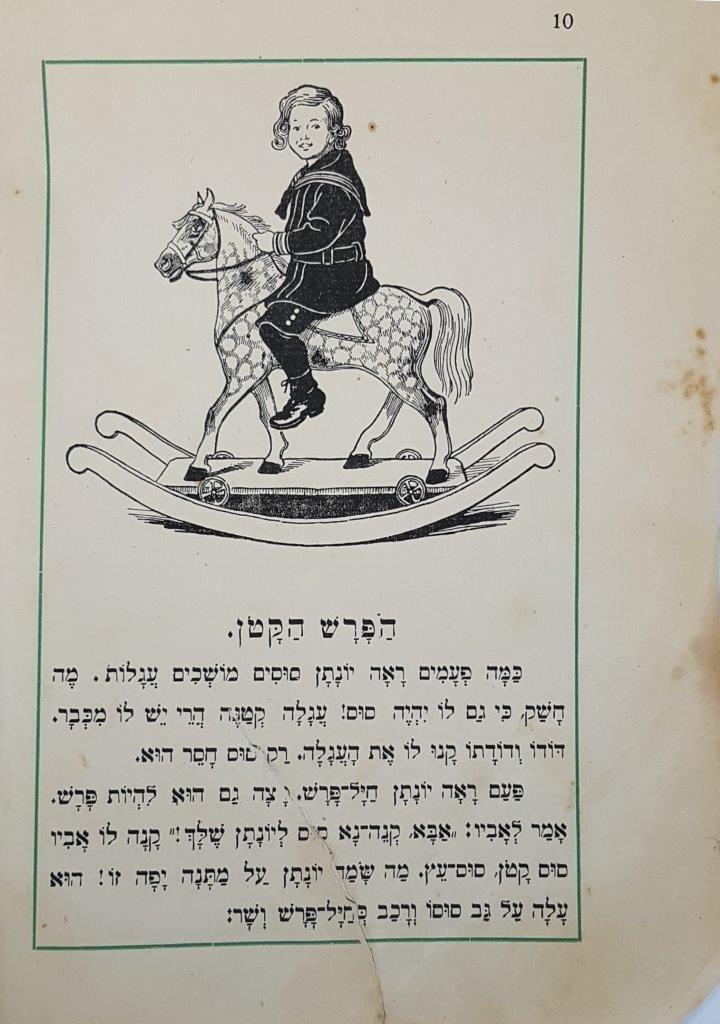 10
הַפָּרָשׁ הַקָּטֹן.
כַּמָּה פְעָמִים רָאָה יוֹנָתָן סוּסִים מוֹשְׁכִים עֲגָלוֹת. מֶה
חָשַׁק, כִּי גַם לוֹ יִהְיֶה סוּס! עֲגָלָה קְטַנָּה הֲרֵי יֵשׁ לוֹ מִכְּבָר.
דּוֹדוֹ וְדוֹדָתוֹ קָנוּ לוֹ אֶת הָעֲגָלָה. רַק סוּס חָסֵר הוּא.
פַּעַם רָאָה יוֹנָתָן חַיָּל־פָּרָשׁ. וְרָצָה גַם הוּא לִהְיוֹת פָּרָשׁ.
אָמַר לְאָבִיו: „אַבָּא, קְנֵה־נָא סוּס לְיוֹנָתָן שֶׁלָּךְ!" קָנָה לוֹ אָבִיו
סוּס קָטֹן, סוּס־עֵץ. מַה שָּׂמַח יוֹנָתָן עַל מַתָּנָה יָפָה זוֹ! הוּא
עָלָה עַל גַּב סוּסוֹ וְרָכַב כְּחַיָּל־פָּרָשׁ וְשָׁר: